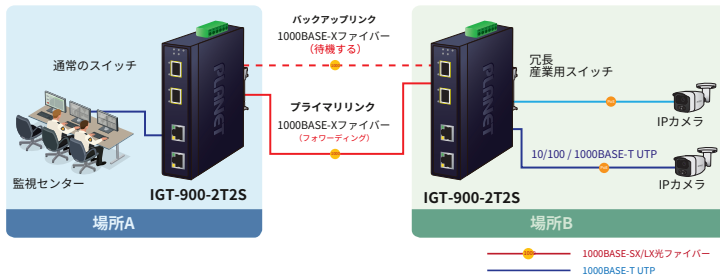 バックアップリンク
1000BASE-Xファイバー
(待機する)
通常のスイッチ
冗長
産業用スイッチ
PLANET
PLANET
プライマリリンク
1000BASE-Xファイバー
(フォワーディング)
IPカメラ
10/100 / 1000BASE-T UTP
監視センター
IPカメラ
IGT-900-2T2S
IGT-900-2T2S
場所A
場所B
1000BASE-SX/LX光ファイバー
1000BASE-T UTP